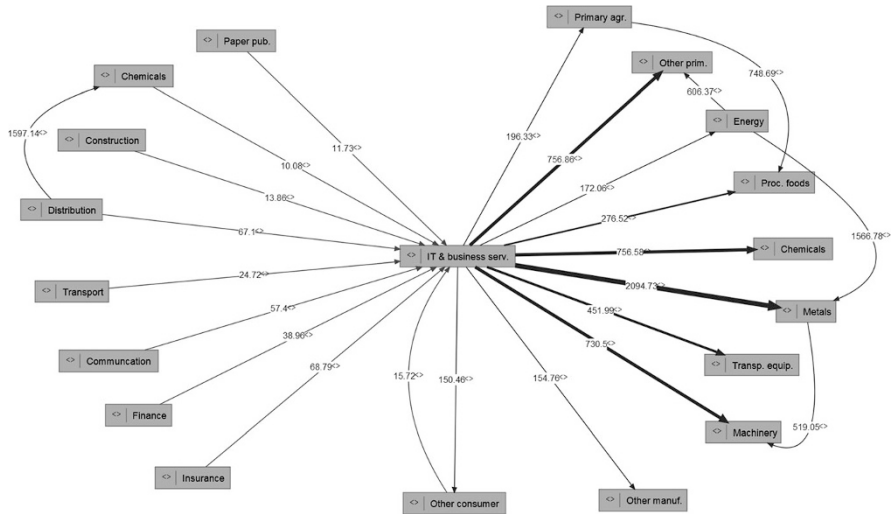 <> Primary agr.
<> Paper pub.
<> Other prim.
748.69<>
<> Chemicals
606.37<>
<> Energy
1597.14<>
196.33<>
<> Construction
11.73<>
756.86<>
10.08<>
172.06<>
<> Proc. foods
13.86<>
<> Distribution
276.52<>
67.1<>
1566.78<>
<> IT & business serv.
756.58<>
<> Chemicals
24.72<>
<> Transport
2094.73<>
<> Metals
57.4<>
451.99<>
38.96<>
730.5<>
<> Communcation
68.79<>
<> Transp. equip.
15.72<>
150.46<>
154.76<>
<> Finance
519.05<>
<> Machinery
<> Insurance
<> Other consumer
<> Other manuf.